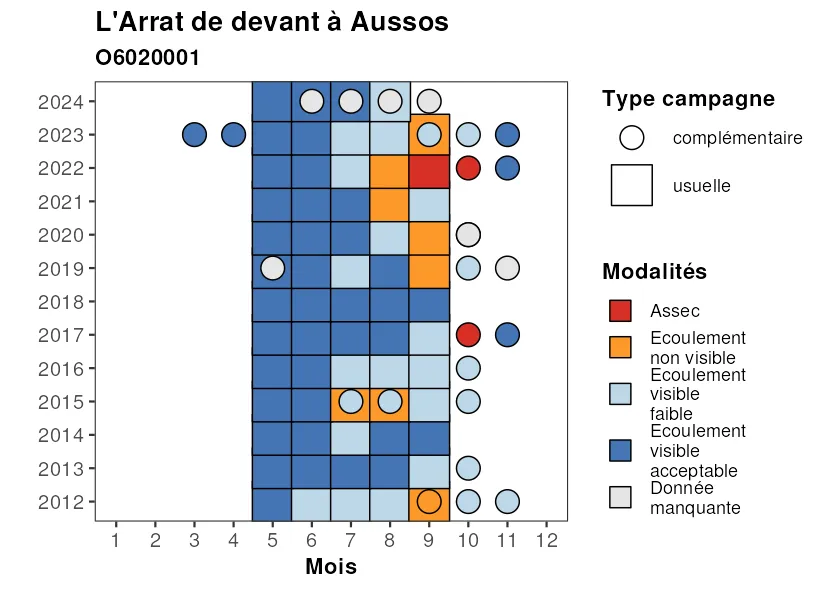 L'Arrat de devant à Aussos
O6020001
2024
2023
2022
2021
2020
2019
2018
2017
2016
2015
2014
2013
2012
1 2 3 4 5 6 7 8 9 10 11 12
Mois
Type campagne
complémentaire
usuelle
Modalités
Assec
Ecoulement
non visible
Ecoulement
visible
faible
Ecoulement
visible
acceptable
Donnée
manquante